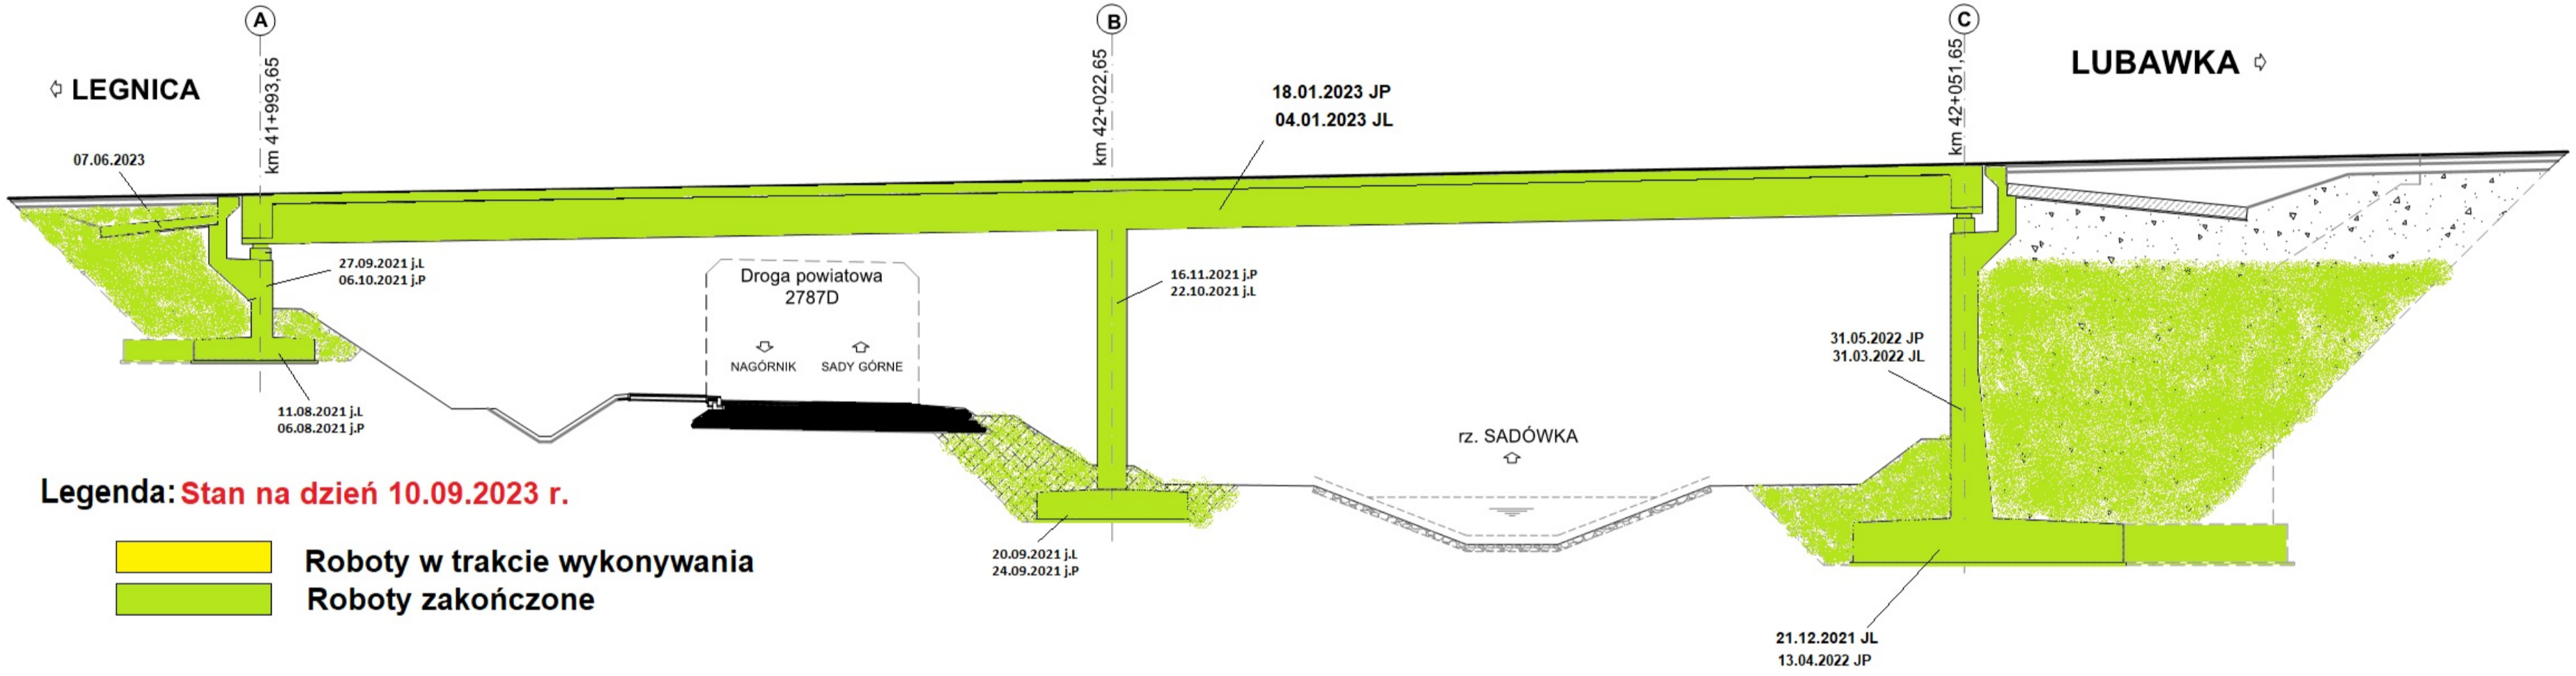 A
B
C
km 41+993,65
km 42+022,65
km 42+051,65
⇦ LEGNICA
LUBAWKA ⇨
18.01.2023 JP
04.01.2023 JL
07.06.2023
27.09.2021 j.L
06.10.2021 j.P
Droga powiatowa
2787D
NAGÓRNIK
SADY GÓRNE
16.11.2021 j.P
22.10.2021 j.L
31.05.2022 JP
31.03.2022 JL
11.08.2021 j.L
06.08.2021 j.P
rz. SADÓWKA
Legenda: Stan na dzień 10.09.2023 r.
20.09.2021 j.L
24.09.2021 j.P
Roboty w trakcie wykonywania
Roboty zakończone
21.12.2021 JL
13.04.2022 JP